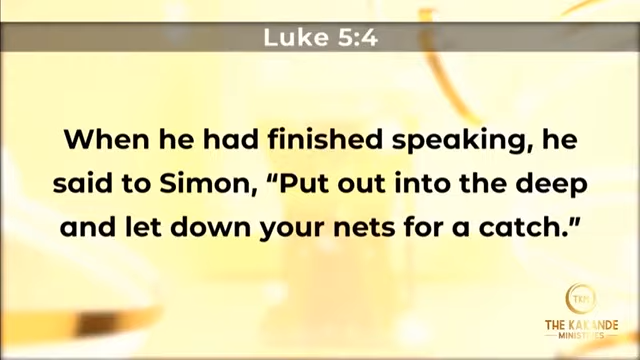 Luke 5:4
When he had finished speaking, he
said to Simon, “Put out into the deep
and let down your nets for a catch.”
TKM
THE KAKANDE
MINISTRIES